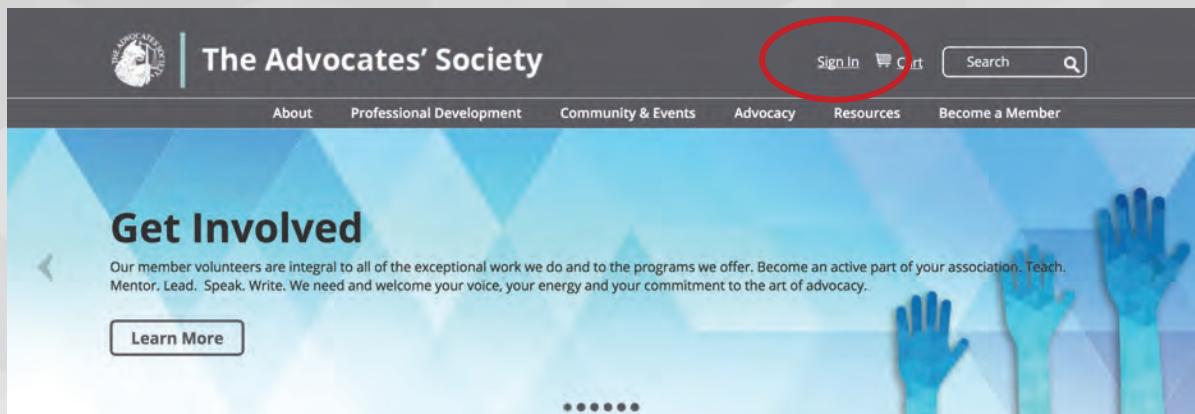 THE ADVOCATES' SOCIETY
The Advocates' Society
Sign In Cart Search
About Professional Development Community & Events Advocacy Resources Become a Member
Get Involved
Our member volunteers are integral to all of the exceptional work we do and to the programs we offer. Become an active part of your association. Teach.
Mentor. Lead. Speak. Write. We need and welcome your voice, your energy and your commitment to the art of advocacy.
Learn More